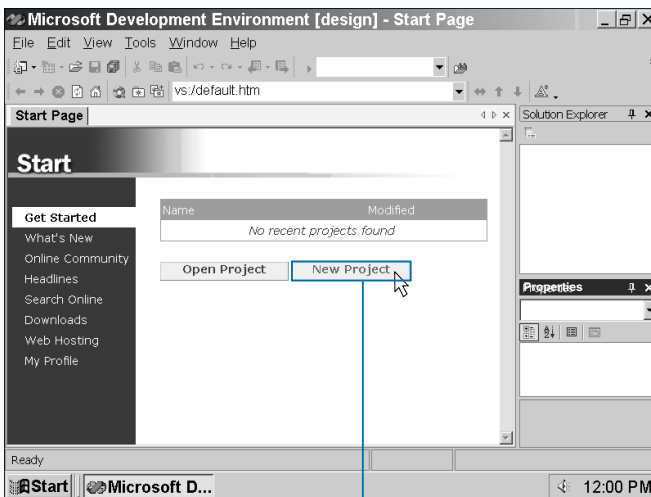 Microsoft Development Environment [design] - Start Page
File Edit View Tools Window Help
vs:/default.htm
Start Page
Solution Explorer
Start
Get Started
What's New
Online Community
Headlines
Search Online
Downloads
Web Hosting
My Profile
Name Modified
No recent projects found
Open Project New Project
Properties
Ready
Start Microsoft D... 12:00 PM